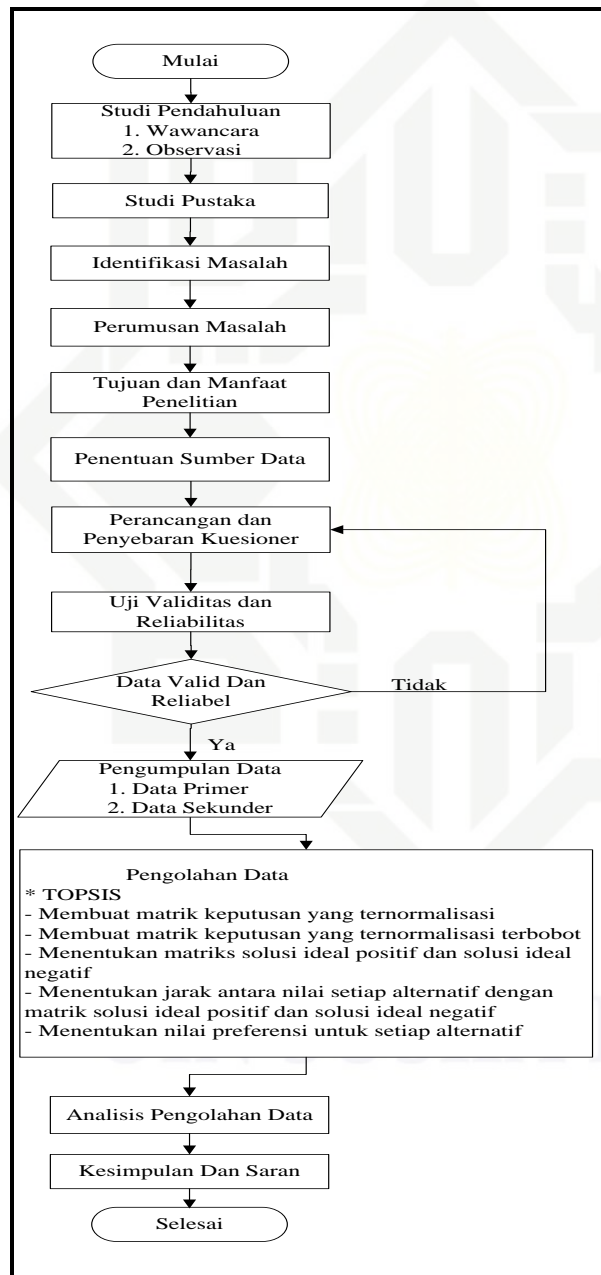 Mulai
Studi Pendahuluan
1. Wawancara
2. Observasi
Studi Pustaka
Identifikasi Masalah
Perumusan Masalah
Tujuan dan Manfaat
Penelitian
Penentuan Sumber Data
Perancangan dan
Penyebaran Kuesioner
Uji Validitas dan
Reliabilitas
Data Valid Dan
Reliabel
Tidak
Ya
Pengumpulan Data
1. Data Primer
2. Data Sekunder
Pengolahan Data
* TOPSIS
- Membuat matrik keputusan yang ternormalisasi
- Membuat matrik keputusan yang ternormalisasi terbobot
- Menentukan matriks solusi ideal positif dan solusi ideal
negatif
- Menentukan jarak antara nilai setiap alternatif dengan
matrik solusi ideal positif dan solusi ideal negatif
- Menentukan nilai preferensi untuk setiap alternatif
Analisis Pengolahan Data
Kesimpulan Dan Saran
Selesai